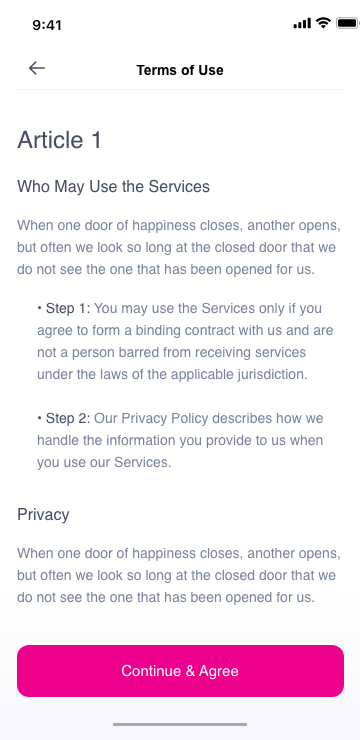 9:41
Terms of Use
Article 1
Who May Use the Services
When one door of happiness closes, another opens,
but often we look so long at the closed door that we
do not see the one that has been opened for us.
• Step 1: You may use the Services only if you
agree to form a binding contract with us and are
not a person barred from receiving services
under the laws of the applicable jurisdiction.
• Step 2: Our Privacy Policy describes how we
handle the information you provide to us when
you use our Services.
Privacy
When one door of happiness closes, another opens,
but often we look so long at the closed door that we
do not see the one that has been opened for us.
Continue & Agree